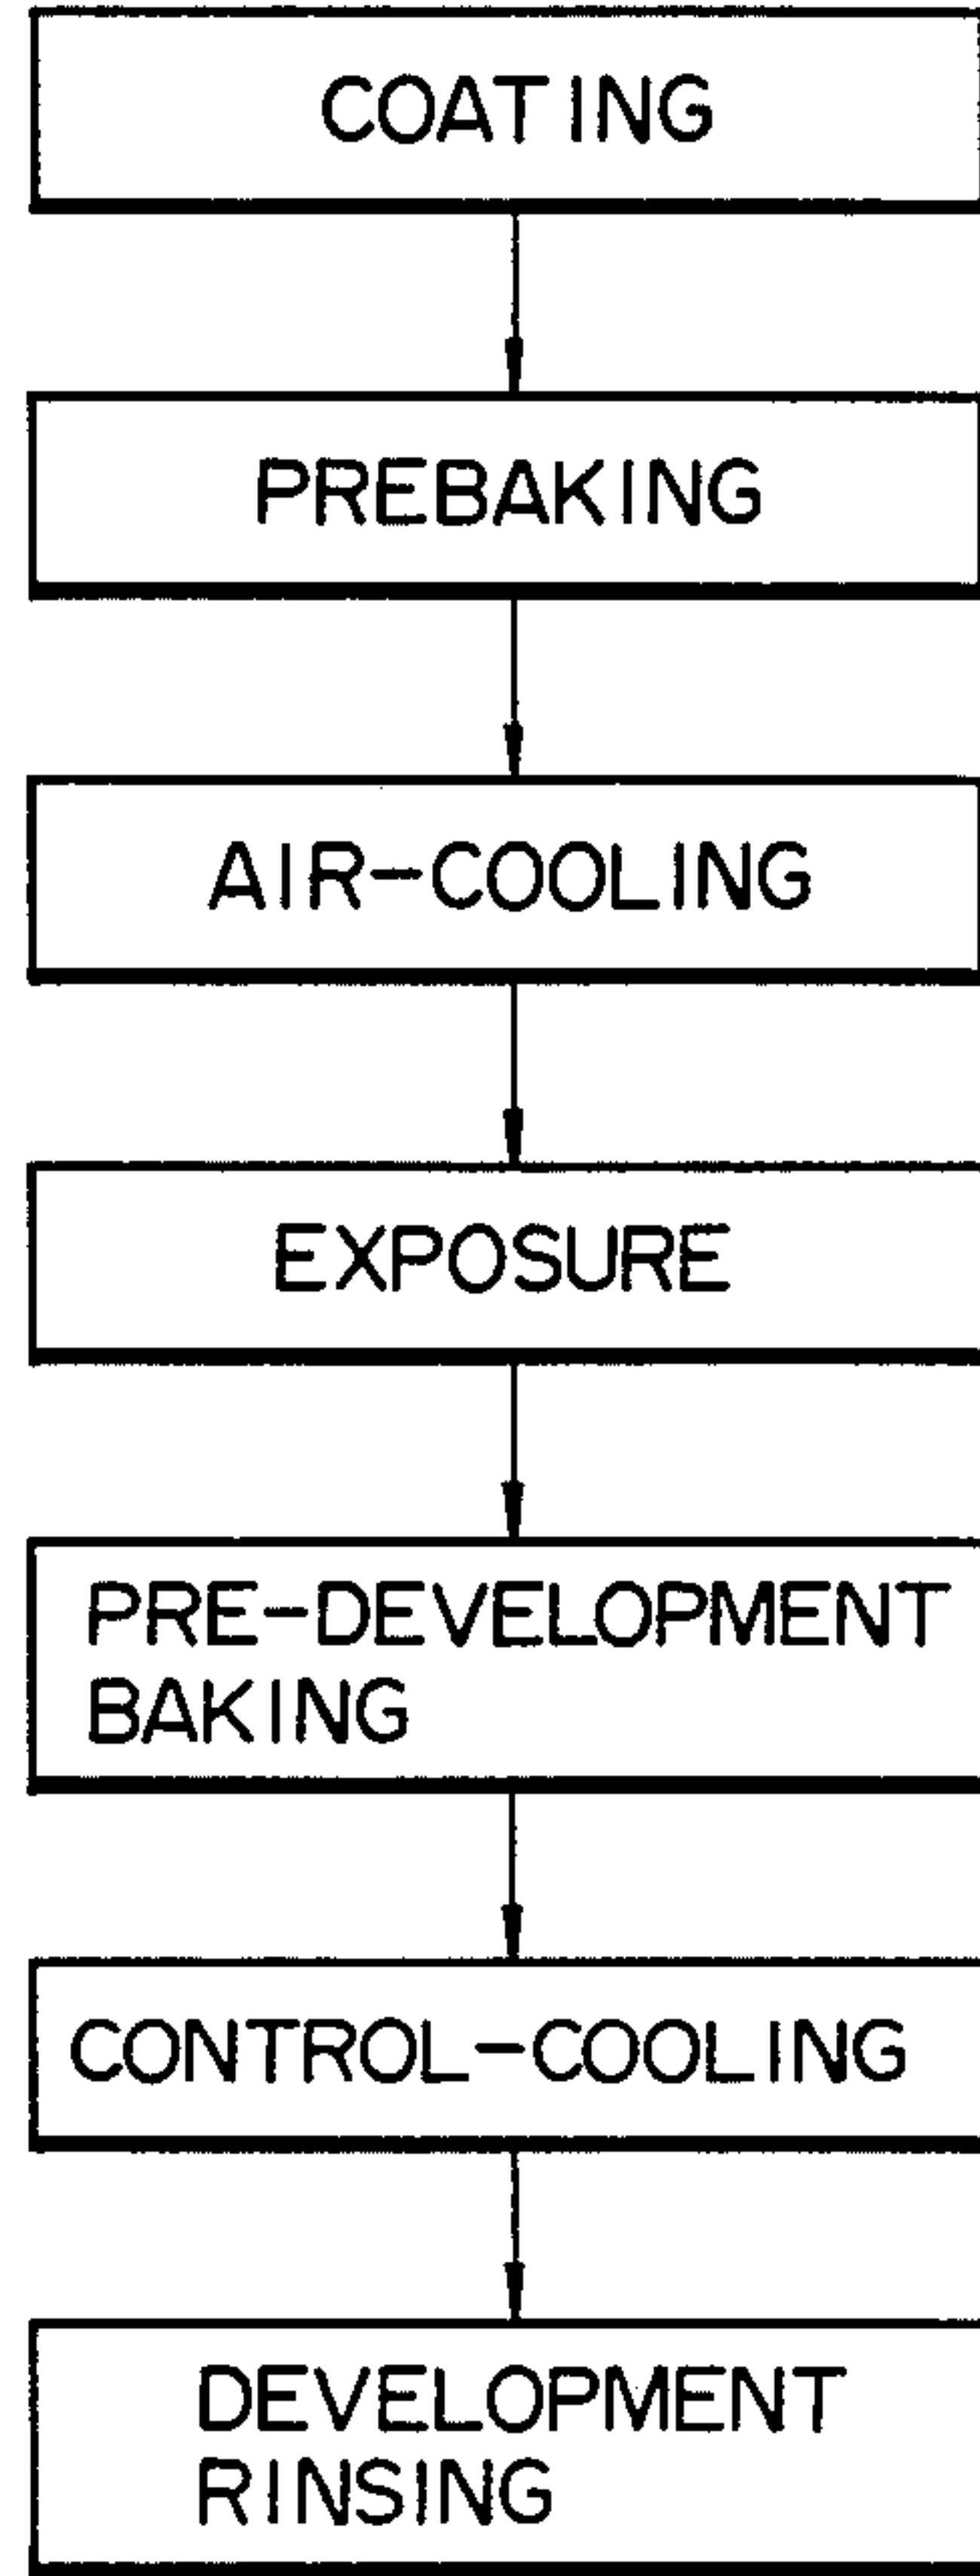 COATING
PREBAKING
AIR-COOLING
EXPOSURE
PRE-DEVELOPMENT
BAKING
CONTROL-COOLING
DEVELOPMENT
RINSING